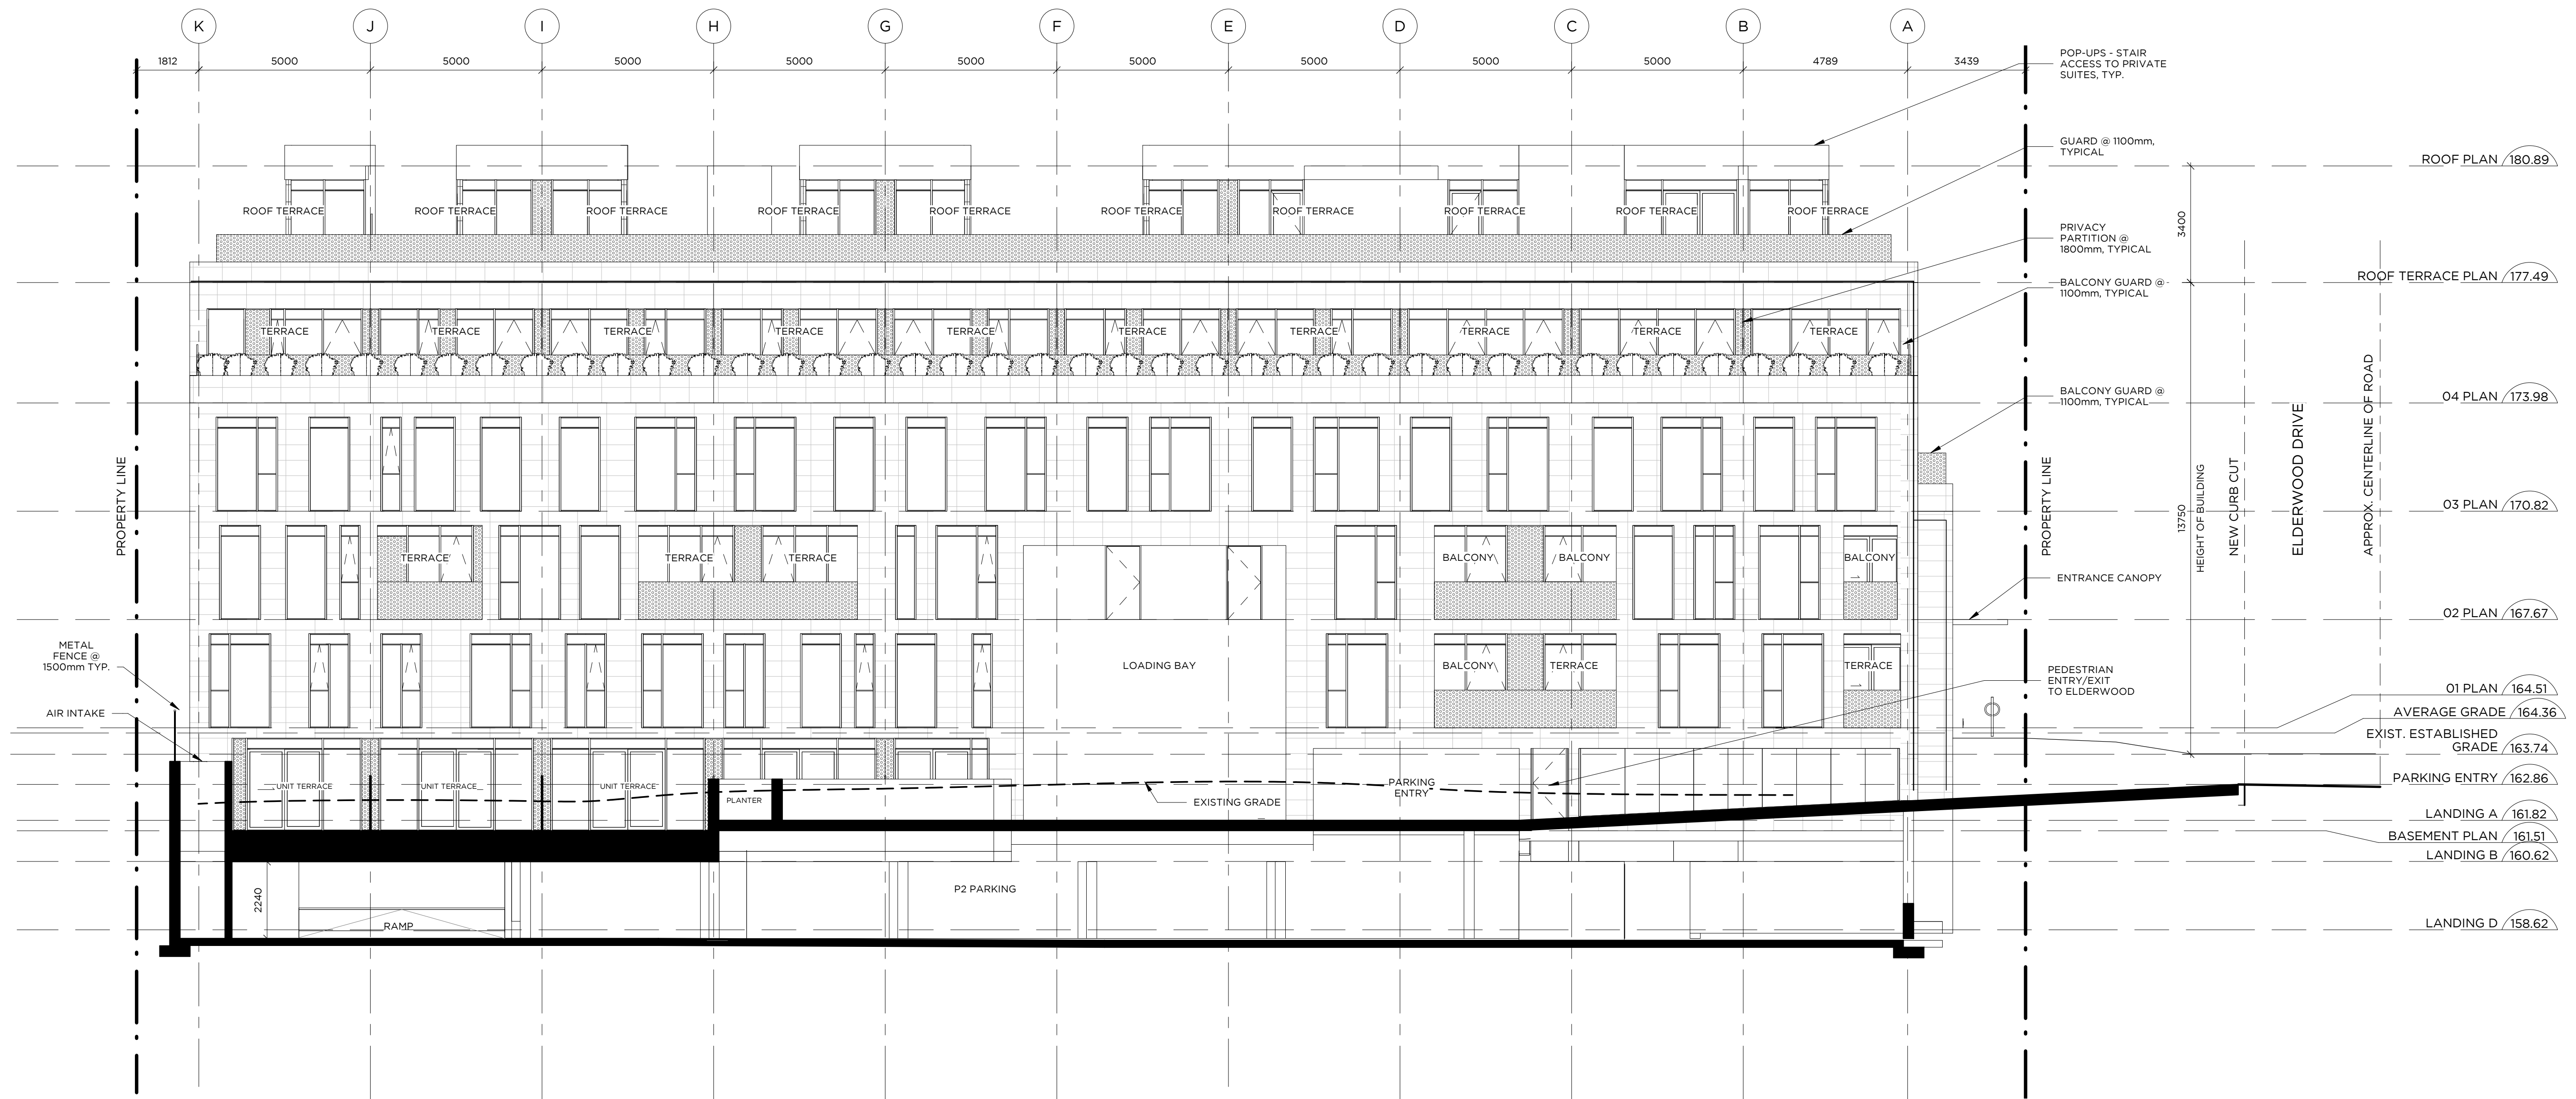 K J I H G F E D C B A
1812 5000 5000 5000 5000 5000 5000 5000 5000 5000 4789 3439
POP-UPS - STAIR
ACCESS TO PRIVATE
SUITES, TYP.
GUARD @ 1100mm,
TYPICAL
ROOF PLAN 180.89
ROOF TERRACE ROOF TERRACE ROOF TERRACE ROOF TERRACE ROOF TERRACE ROOF TERRACE ROOF TERRACE ROOF TERRACE ROOF TERRACE ROOF TERRACE
3400
PRIVACY
PARTITION @
1800mm, TYPICAL
ROOF TERRACE PLAN 177.49
BALCONY GUARD @
1100mm, TYPICAL
TERRACE TERRACE TERRACE TERRACE TERRACE TERRACE TERRACE TERRACE TERRACE TERRACE
BALCONY GUARD @
1100mm, TYPICAL
04 PLAN 173.98
PROPERTY LINE
PROPERTY LINE
13750
HEIGHT OF BUILDING
NEW CURB CUT
ELDERWOOD DRIVE
APPROX. CENTERLINE OF ROAD
03 PLAN 170.82
TERRACE TERRACE TERRACE BALCONY BALCONY BALCONY
ENTRANCE CANOPY
02 PLAN 167.67
METAL
FENCE @
1500mm TYP.
LOADING BAY
BALCONY TERRACE TERRACE
PEDESTRIAN
ENTRY/EXIT
TO ELDERWOOD
01 PLAN 164.51
AIR INTAKE
AVERAGE GRADE 164.36
EXIST. ESTABLISHED
GRADE 163.74
PARKING ENTRY 162.86
UNIT TERRACE UNIT TERRACE UNIT TERRACE
PLANTER
EXISTING GRADE
PARKING
ENTRY
LANDING A 161.82
BASEMENT PLAN 161.51
LANDING B 160.62
2240
P2 PARKING
RAMP
LANDING D 158.62